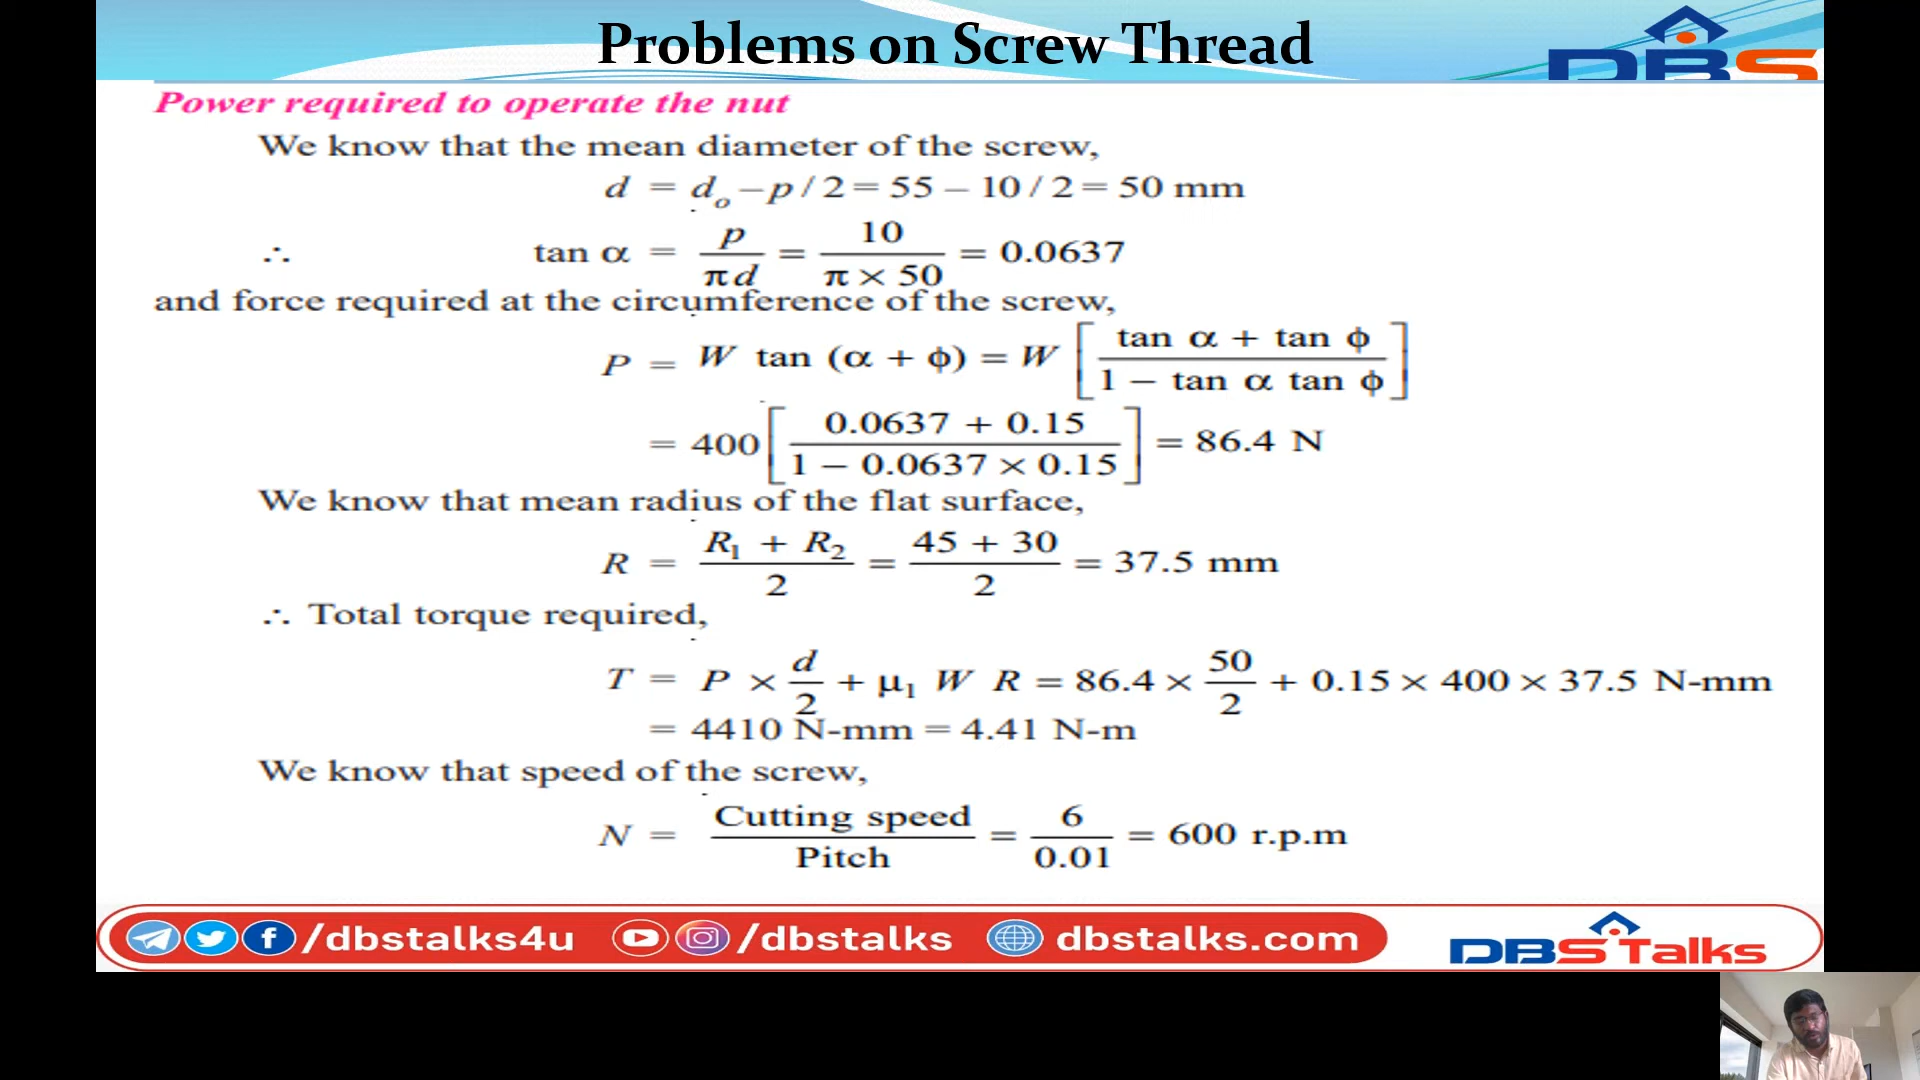 Problems on Screw Thread
DBS
Power required to operate the nut
We know that the mean diameter of the screw,
d = dₒ – p / 2 = 55 – 10 / 2 = 50 mm
∴ tan α = p / π d = 10 / π × 50 = 0.0637
and force required at the circumference of the screw,
P = W tan (α + ϕ) = W [ tan α + tan ϕ / 1 – tan α tan ϕ ]
= 400 [ 0.0637 + 0.15 / 1 – 0.0637 × 0.15 ] = 86.4 N
We know that mean radius of the flat surface,
R = R₁ + R₂ / 2 = 45 + 30 / 2 = 37.5 mm
∴ Total torque required,
T = P × d / 2 + μ₁ W R = 86.4 × 50 / 2 + 0.15 × 400 × 37.5 N-mm
= 4410 N-mm = 4.41 N-m
We know that speed of the screw,
N = Cutting speed / Pitch = 6 / 0.01 = 600 r.p.m
/dbstalks4u /dbstalks dbstalks.com DBS Talks